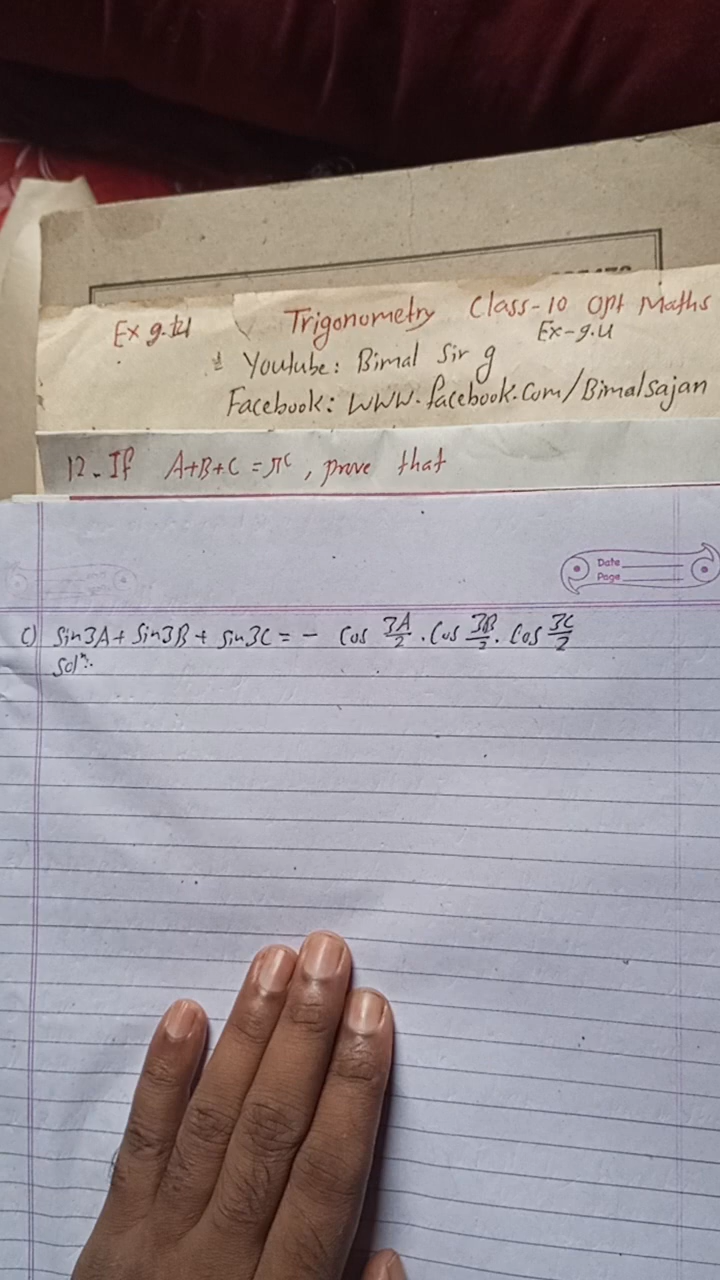 Ex 9.4 Trigonometry Class-10 Opt Maths
Ex-9.4
Youtube: Bimal Sir g
Facebook: WWW.facebook.Com/Bimalsajan
12. If A+B+C = πᶜ, prove that
Date
Page
C) Sin3A + Sin3B + Sin3C = - Cos 3A/2 . Cos 3B/2 . Cos 3C/2
Solⁿ: